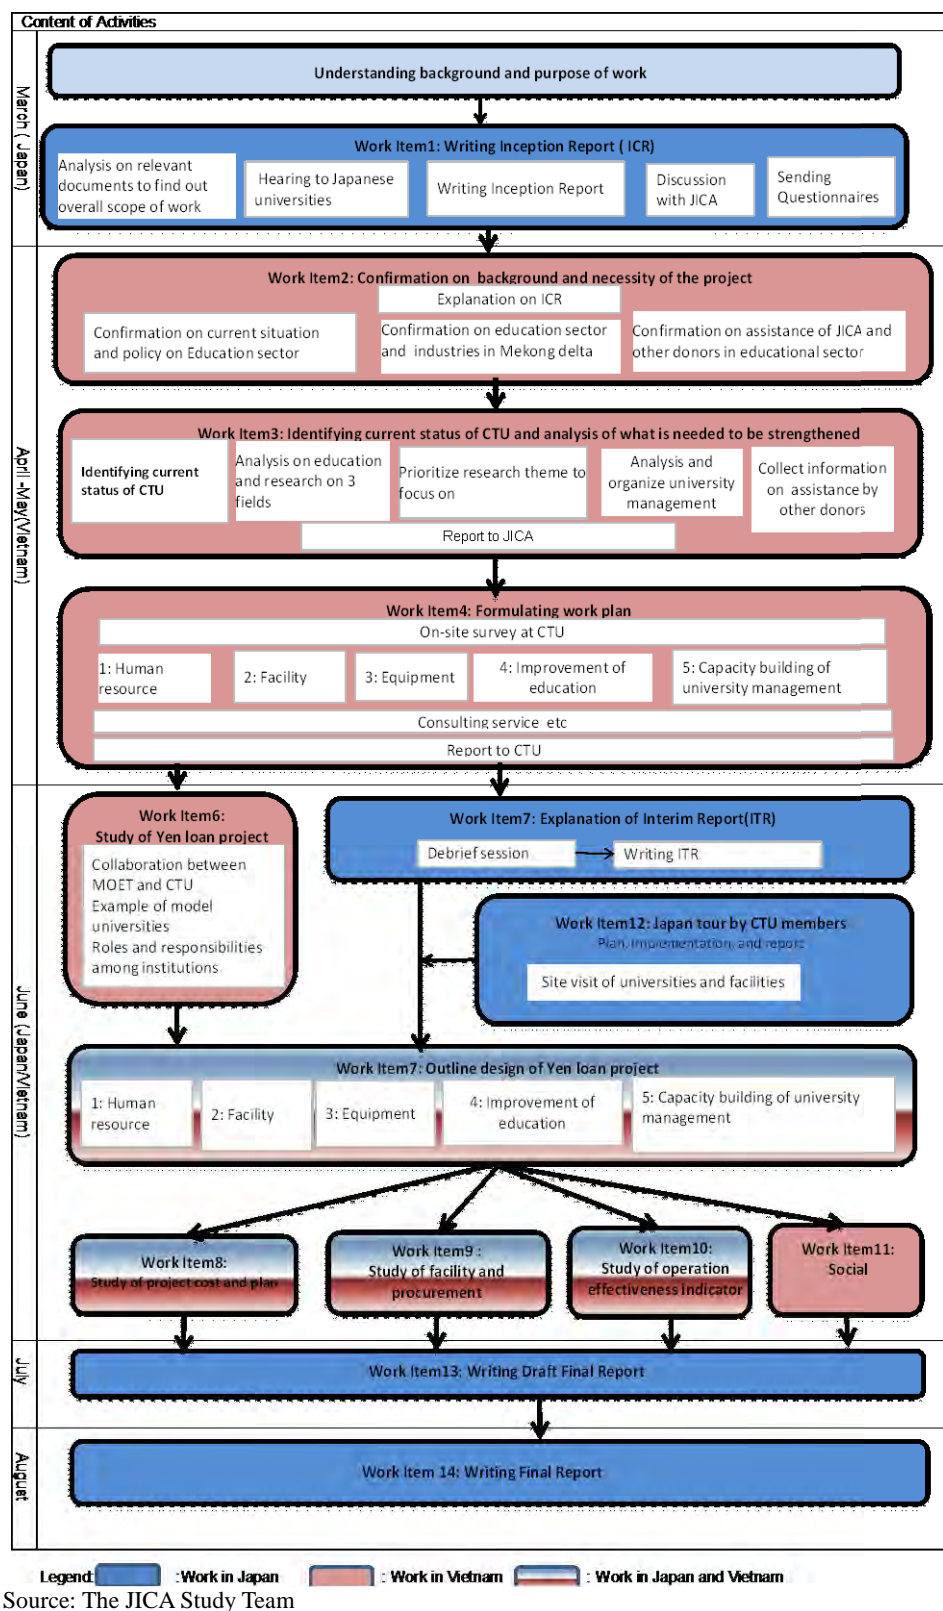 Content of Activities
March ( Japan)
Understanding background and purpose of work
Work Item1: Writing Inception Report ( ICR)
Analysis on relevant
documents to find out
overall scope of work
Hearing to Japanese
universities
Writing Inception Report
Discussion
with JICA
Sending
Questionnaires
April -May(Vietnam)
Work Item2: Confirmation on background and necessity of the project
Explanation on ICR
Confirmation on current situation
and policy on Education sector
Confirmation on education sector
and industries in Mekong delta
Confirmation on assistance of JICA and
other donors in educational sector
Work Item3: Identifying current status of CTU and analysis of what is needed to be strengthened
Identifying current
status of CTU
Analysis on education
and research on 3
fields
Prioritize research theme to
focus on
Analysis and
organize university
management
Collect information
on assistance by
other donors
Report to JICA
Work Item4: Formulating work plan
On-site survey at CTU
1: Human
resource
2: Facility
3: Equipment
4: Improvement of
education
5: Capacity building of
university management
Consulting service etc
Report to CTU
June (Japan/Vietnam)
Work Item6:
Study of Yen loan project
Collaboration between
MOET and CTU
Example of model
universities
Roles and responsibilities
among institutions
Work Item7: Explanation of Interim Report(ITR)
Debrief session
Writing ITR
Work Item12: Japan tour by CTU members
Plan, implementation, and report
Site visit of universities and facilities
Work Item7: Outline design of Yen loan project
1: Human
resource
2: Facility
3: Equipment
4: Improvement of
education
5: Capacity building of university
management
Work Item8:
Study of project cost and plan
Work Item9 :
Study of facility and
procurement
Work Item10:
Study of operation
effectiveness indicator
Work Item11:
Social
July
Work Item13: Writing Draft Final Report
August
Work Item 14: Writing Final Report
Legend:
:Work in Japan
: Work in Vietnam
: Work in Japan and Vietnam
Source: The JICA Study Team